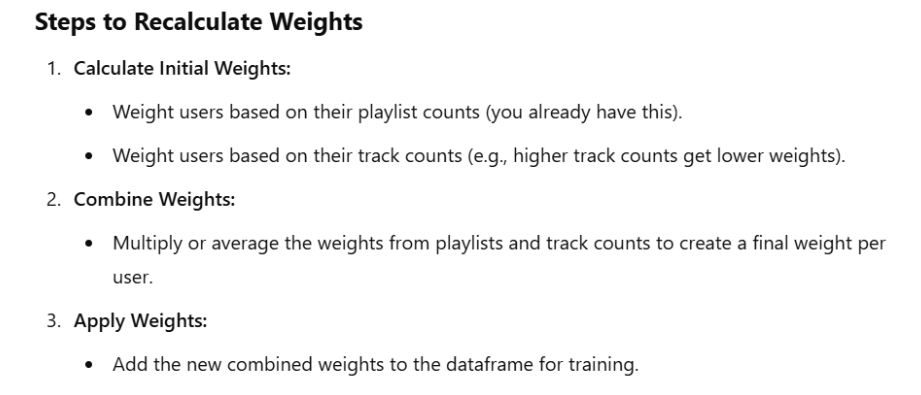 Steps to Recalculate Weights
1. Calculate Initial Weights:
• Weight users based on their playlist counts (you already have this).
• Weight users based on their track counts (e.g., higher track counts get lower weights).
2. Combine Weights:
• Multiply or average the weights from playlists and track counts to create a final weight per
user.
3. Apply Weights:
• Add the new combined weights to the dataframe for training.